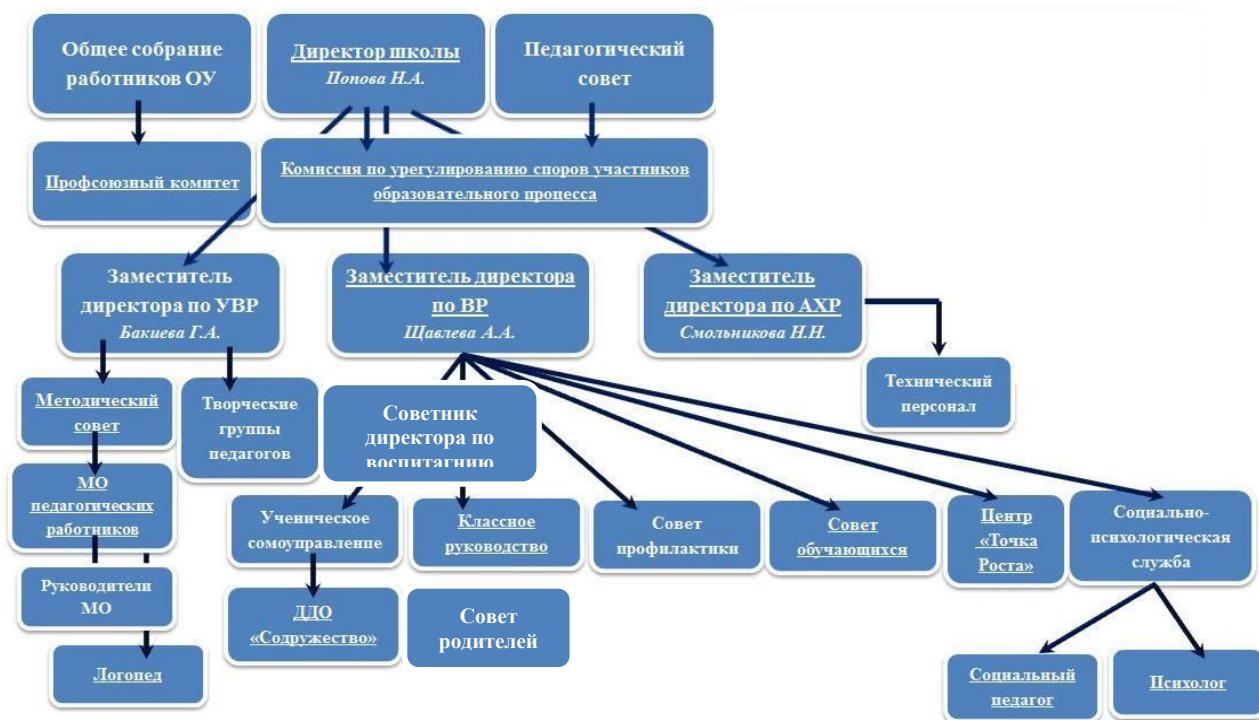 Общее собрание
работников ОУ
Директор школы
Попова Н.А.
Педагогический
совет
Профсоюзный комитет
Комиссия по урегулированию споров участников
образовательного процесса
Заместитель
директора по УВР
Бакиева Г.А.
Заместитель директора
по ВР
Щавлева А.А.
Заместитель
директора по АХР
Смольникова Н.Н.
Технический
персонал
Методический
совет
Творческие
группы
педагогов
Советник
директора по
воспитагнию
МО
педагогических
работников
Ученическое
самоуправление
Классное
руководство
Совет
профилактики
Совет
обучающихся
Центр
«Точка
Роста»
Социально-
психологическая
служба
Руководители
МО
ДДО
«Содружество»
Совет
родителей
Логопед
Социальный
педагог
Психолог